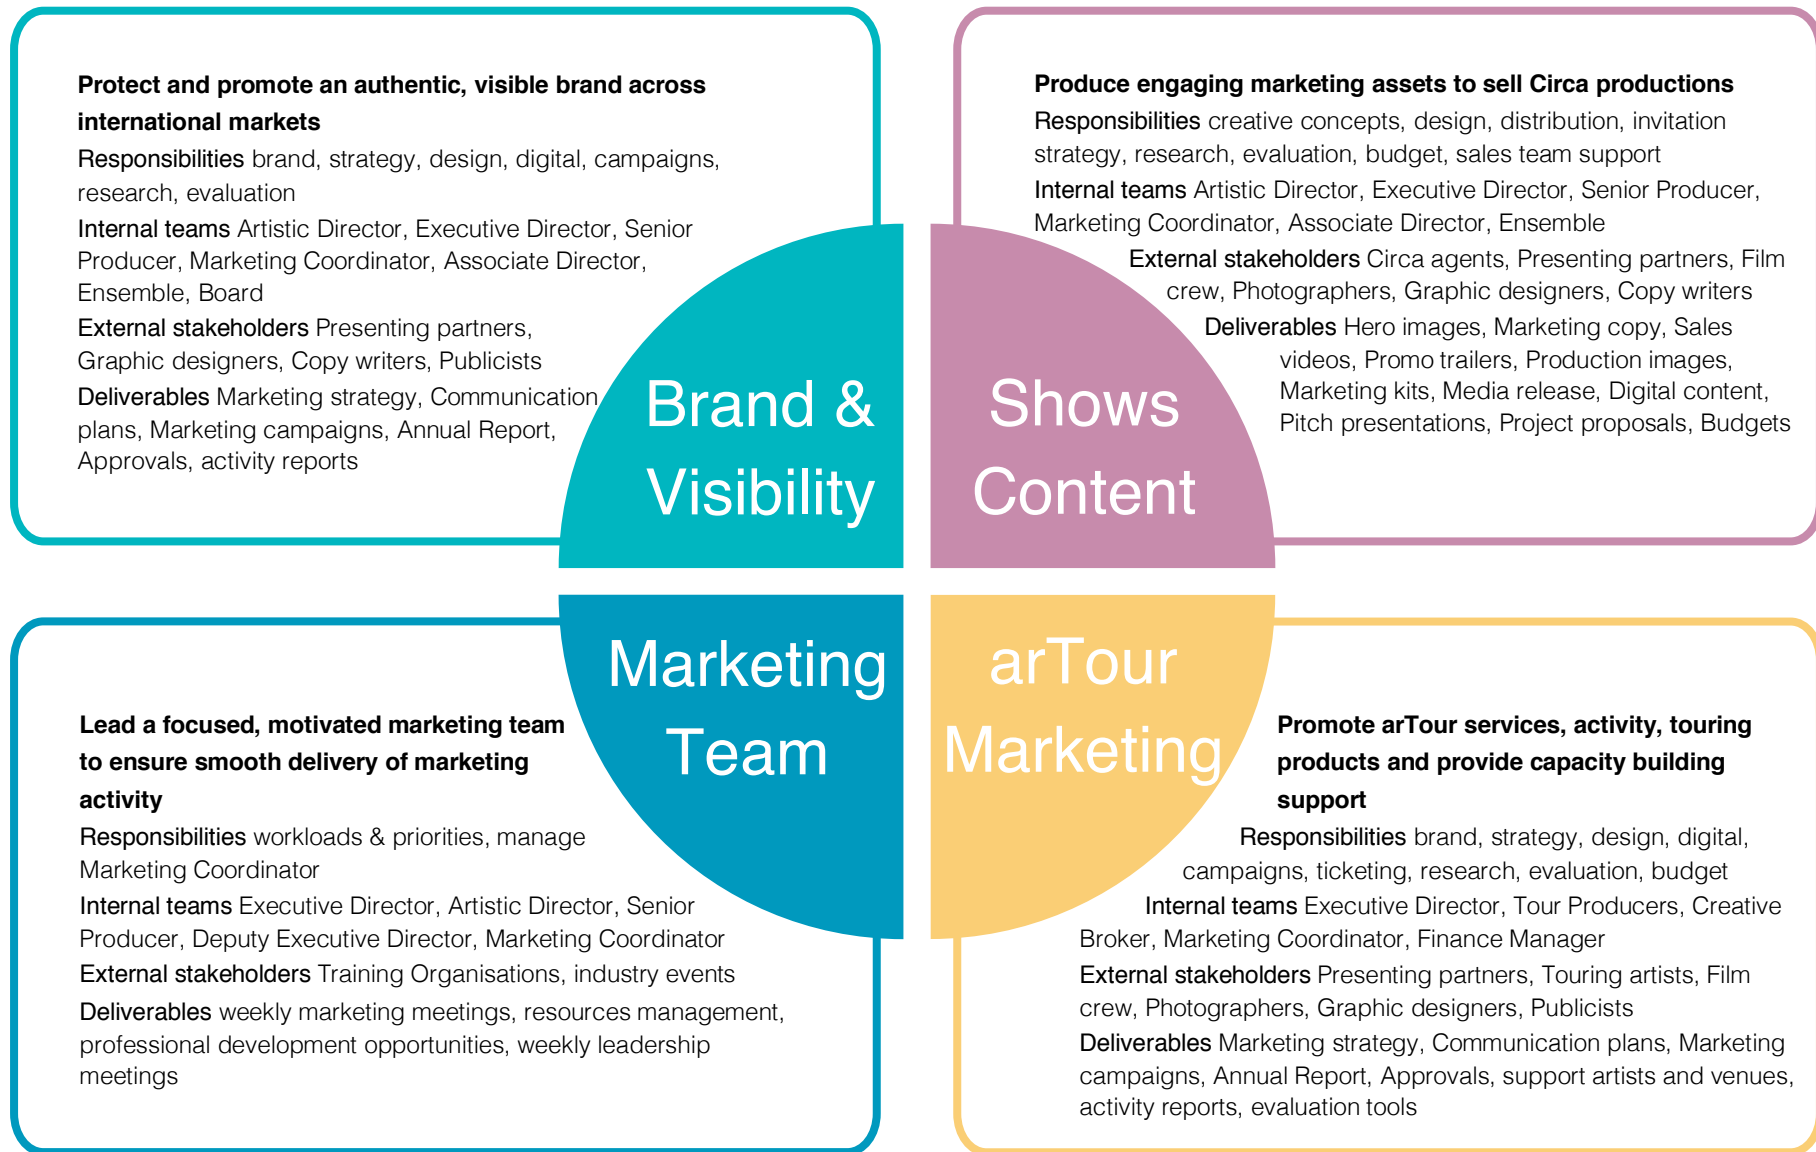 Protect and promote an authentic, visible brand across
international markets
Responsibilities brand, strategy, design, digital, campaigns,
research, evaluation
Internal teams Artistic Director, Executive Director, Senior
Producer, Marketing Coordinator, Associate Director,
Ensemble, Board
External stakeholders Presenting partners,
Graphic designers, Copy writers, Publicists
Deliverables Marketing strategy, Communication
plans, Marketing campaigns, Annual Report,
Approvals, activity reports
Brand &
Visibility
Produce engaging marketing assets to sell Circa productions
Responsibilities creative concepts, design, distribution, invitation
strategy, research, evaluation, budget, sales team support
Internal teams Artistic Director, Executive Director, Senior Producer,
Marketing Coordinator, Associate Director, Ensemble
External stakeholders Circa agents, Presenting partners, Film
crew, Photographers, Graphic designers, Copy writers
Deliverables Hero images, Marketing copy, Sales
videos, Promo trailers, Production images,
Marketing kits, Media release, Digital content,
Pitch presentations, Project proposals, Budgets
Shows
Content
Marketing
Team
Lead a focused, motivated marketing team
to ensure smooth delivery of marketing
activity
Responsibilities workloads & priorities, manage
Marketing Coordinator
Internal teams Executive Director, Artistic Director, Senior
Producer, Deputy Executive Director, Marketing Coordinator
External stakeholders Training Organisations, industry events
Deliverables weekly marketing meetings, resources management,
professional development opportunities, weekly leadership
meetings
arTour
Marketing
Promote arTour services, activity, touring
products and provide capacity building
support
Responsibilities brand, strategy, design, digital,
campaigns, ticketing, research, evaluation, budget
Internal teams Executive Director, Tour Producers, Creative
Broker, Marketing Coordinator, Finance Manager
External stakeholders Presenting partners, Touring artists, Film
crew, Photographers, Graphic designers, Publicists
Deliverables Marketing strategy, Communication plans, Marketing
campaigns, Annual Report, Approvals, support artists and venues,
activity reports, evaluation tools